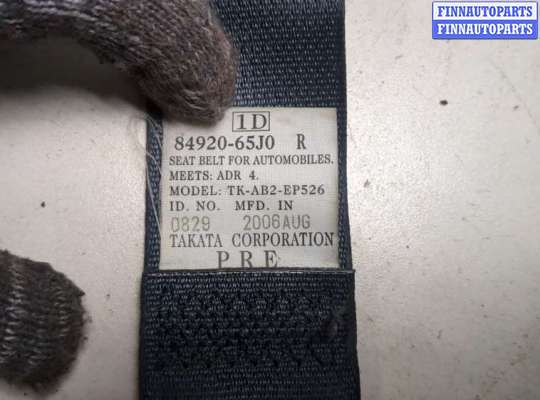 FINNAUTOPARTS
FINNAUTOPARTS
1D
84920-65J0 R
SEAT BELT FOR AUTOMOBILES.
MEETS: ADR 4.
MODEL: TK-AB2-EP526
ID. NO. MFD. IN
0829 2006AUG
TAKATA CORPORATION
PRE